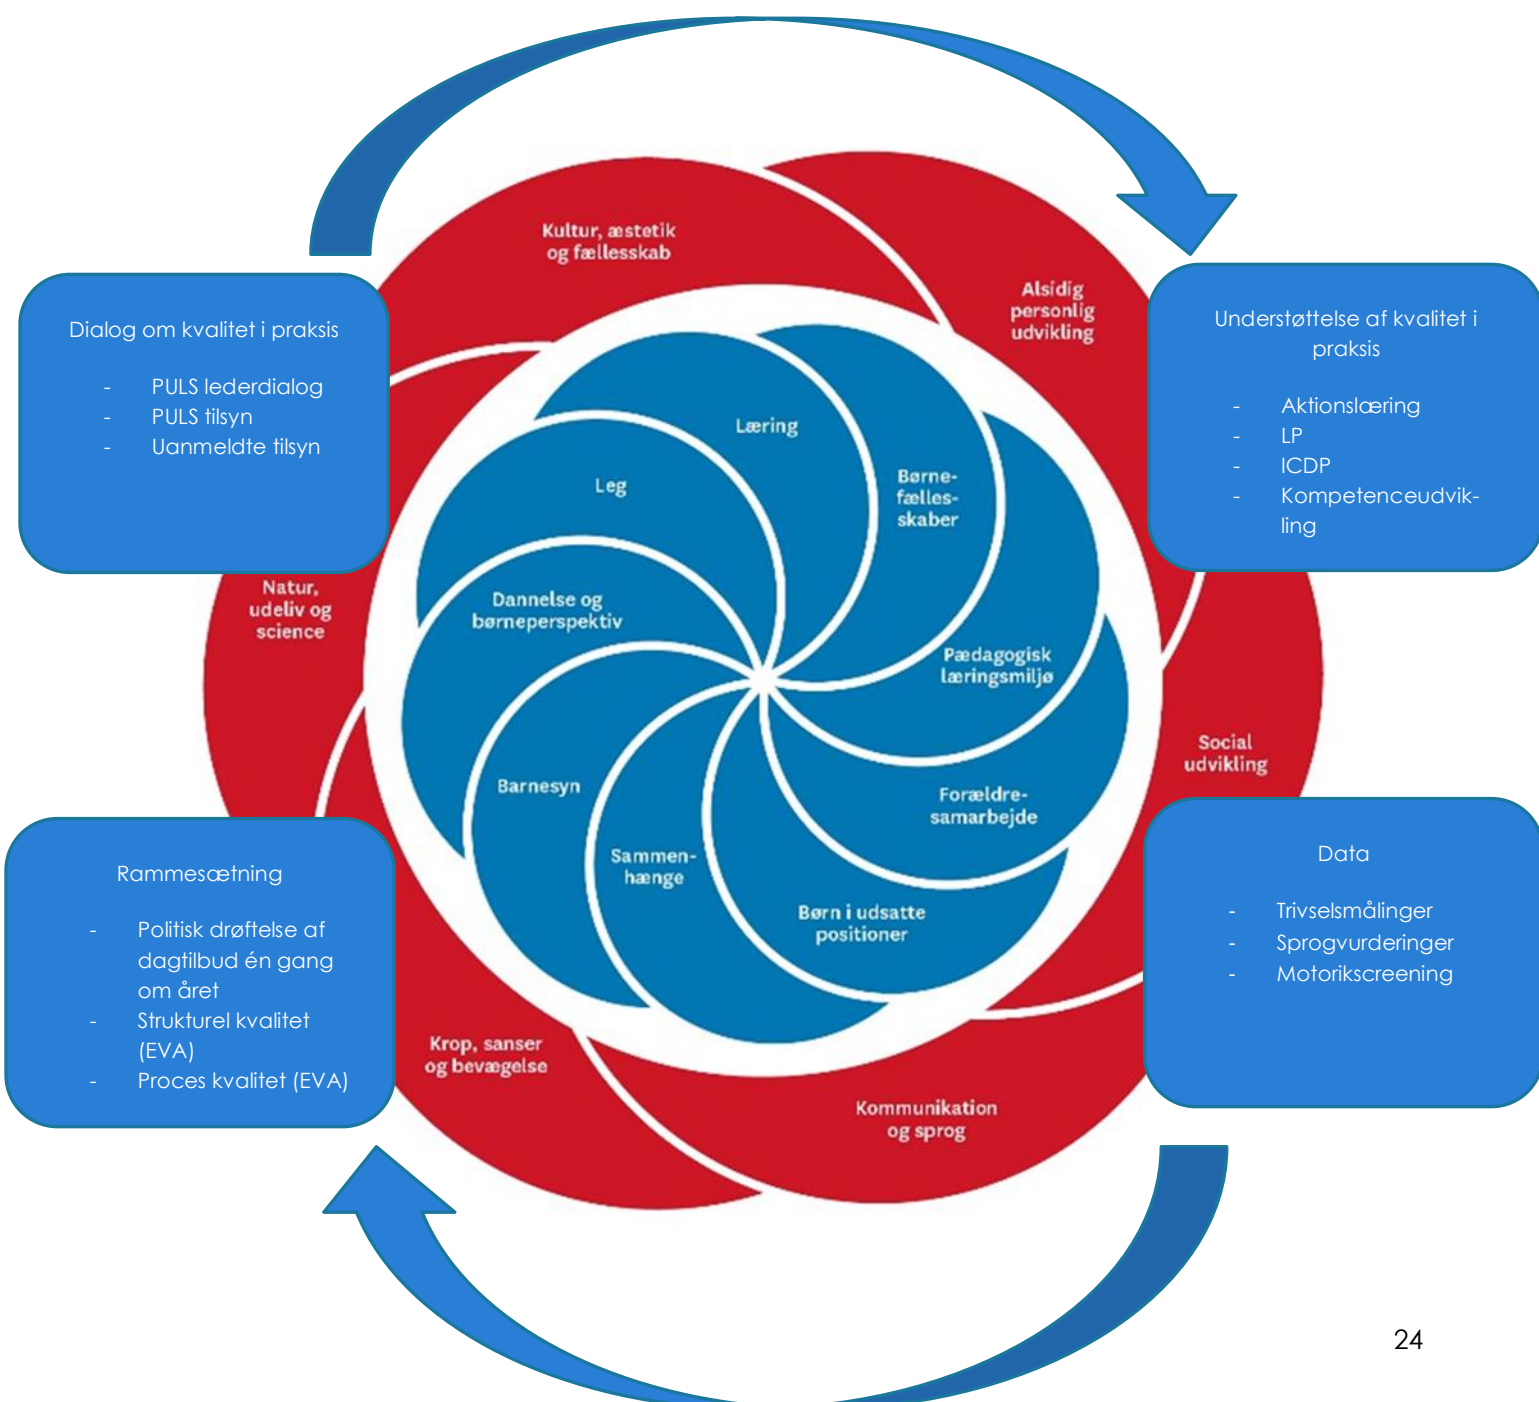 Kultur, æstetik
og fællesskab
Alsidig
personlig
udvikling
Dialog om kvalitet i praksis
- PULS lederdialog
- PULS tilsyn
- Uanmeldte tilsyn
Understøttelse af kvalitet i
praksis
- Aktionslæring
- LP
- ICDP
- Kompetenceudvik-
ling
Læring
Leg
Børne-
fælles-
skaber
Natur,
udeliv og
science
Dannelse og
børneperspektiv
Pædagogisk
læringsmiljø
Social
udvikling
Barnesyn
Forældre-
samarbejde
Sammen-
hænge
Børn i udsatte
positioner
Rammesætning
- Politisk drøftelse af
dagtilbud én gang
om året
- Strukturel kvalitet
(EVA)
- Proces kvalitet (EVA)
Data
- Trivselsmålinger
- Sprogvurderinger
- Motorikscreening
Krop, sanser
og bevægelse
Kommunikation
og sprog
24